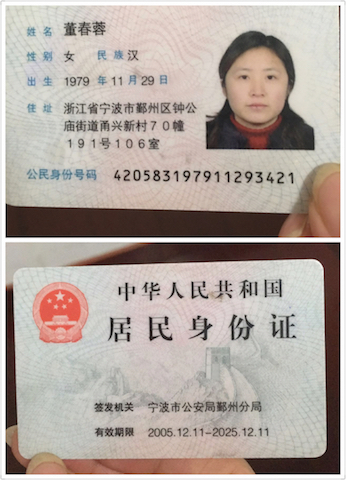 姓名 董春蓉
性别 女 民族 汉
出生 1979 年 11 月 29 日
住址 浙江省宁波市鄞州区钟公
庙街道甬兴新村70幢
191号106室
公民身份号码 420583197911293421
中华人民共和国
居民身份证
签发机关 宁波市公安局鄞州分局
有效期限 2005.12.11-2025.12.11